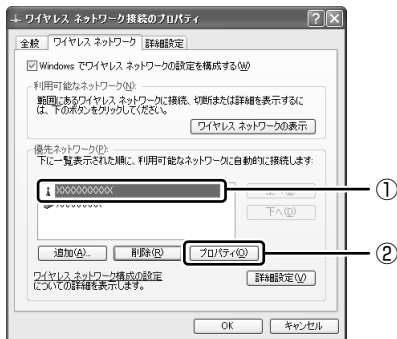 ワイヤレス ネットワーク接続のプロパティ
全般 ワイヤレス ネットワーク 詳細設定
Windows でワイヤレス ネットワークの設定を構成する(W)
利用可能なネットワーク(N):
範囲にあるワイヤレス ネットワークに接続、切断または詳細を表示するには、下のボタンをクリックしてください。
ワイヤレス ネットワークの表示
優先ネットワーク(P):
下に一覧表示された順に、利用可能なネットワークに自動的に接続します:
XXXXXXXXXX
①
下へ(D)
追加(A)... 削除(R) プロパティ(O)
②
ワイヤレス ネットワーク構成の設定
についての詳細を表示します。
詳細設定(V)
OK キャンセル